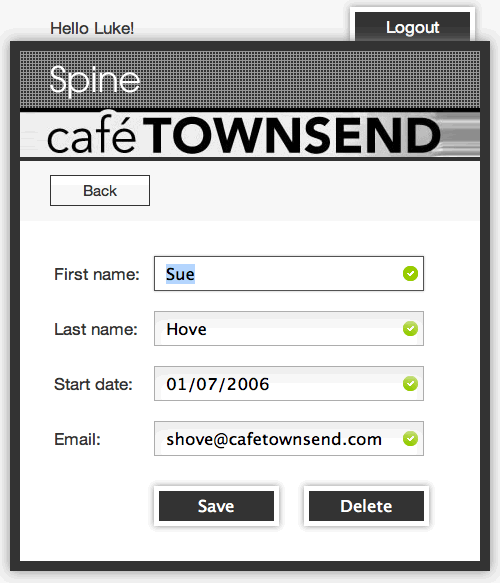 Hello Luke!
Logout
Spine
café TOWNSEND
Back
First name: Sue
Last name: Hove
Start date: 01/07/2006
Email: shove@cafetownsend.com
Save Delete